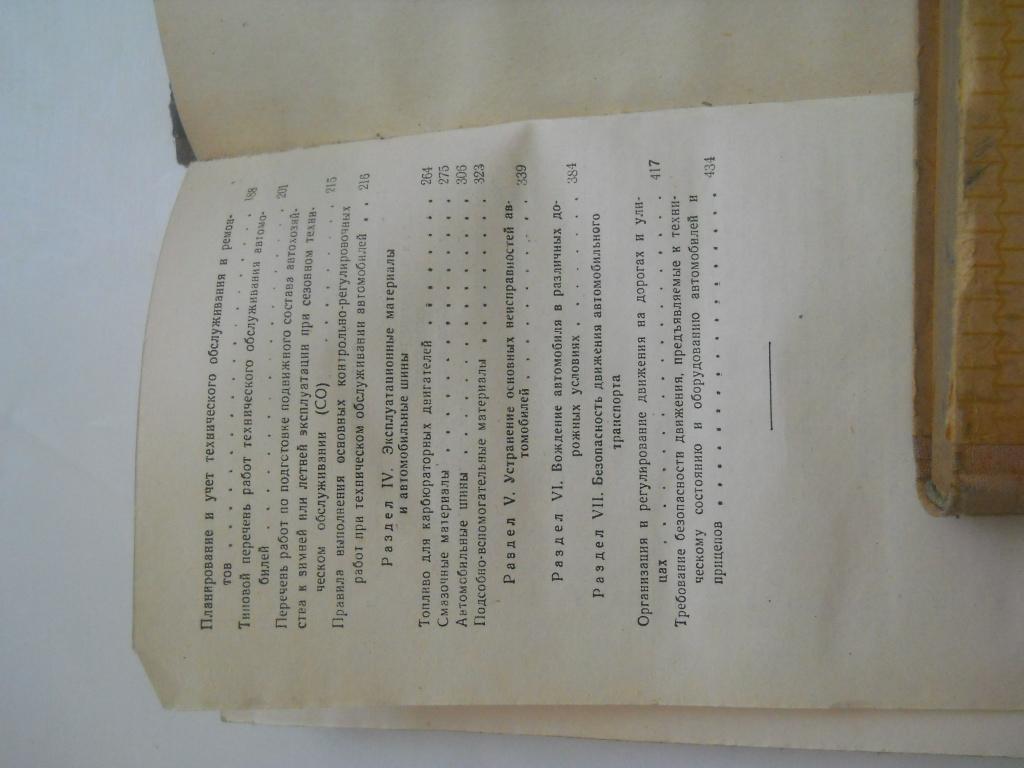 Планирование и учет технического обслуживания и ремон-
тов . . . . . . . . . . . . . . . . 188
Типовой перечень работ технического обслуживания автомо-
билей . . . . . . . . . . . . . . . . 201
Перечень работ по подготовке подвижного состава автохозяй-
ства к зимней или летней эксплуатации при сезонном техни-
ческом обслуживании (СО) . . . . . . . . 215
Правила выполнения основных контрольно-регулировочных
работ при техническом обслуживании автомобилей . . 216
Раздел IV. Эксплуатационные материалы
и автомобильные шины
Топливо для карбюраторных двигателей . . . . . . 264
Смазочные материалы . . . . . . . . . . . . 275
Автомобильные шины . . . . . . . . . . . . 306
Подсобно-вспомогательные материалы . . . . . . 323
Раздел V. Устранение основных неисправностей ав-
томобилей . . . . . . . . . . . . 339
Раздел VI. Вождение автомобиля в различных до-
рожных условиях . . . . . . . . 384
Раздел VII. Безопасность движения автомобильного
транспорта
Организация и регулирование движения на дорогах и ули-
цах . . . . . . . . . . . . . . . . 417
Требование безопасности движения, предъявляемые к техни-
ческому состоянию и оборудованию автомобилей и
прицепов . . . . . . . . . . . . . . . 434